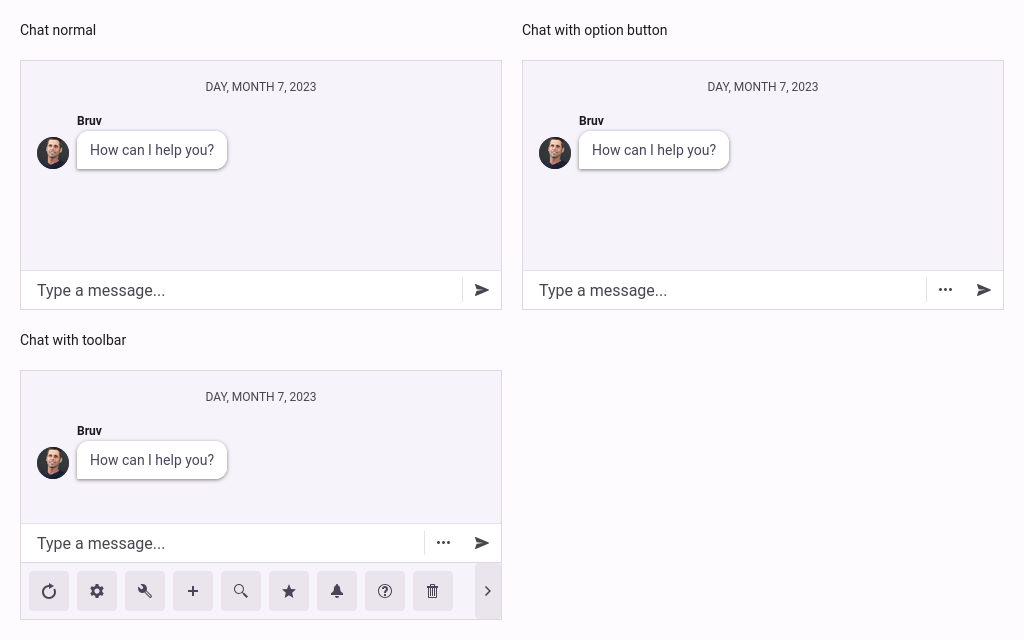 Chat normal
DAY, MONTH 7, 2023
Bruv
How can I help you?
Type a message...
Chat with option button
DAY, MONTH 7, 2023
Bruv
How can I help you?
Type a message...
Chat with toolbar
DAY, MONTH 7, 2023
Bruv
How can I help you?
Type a message...